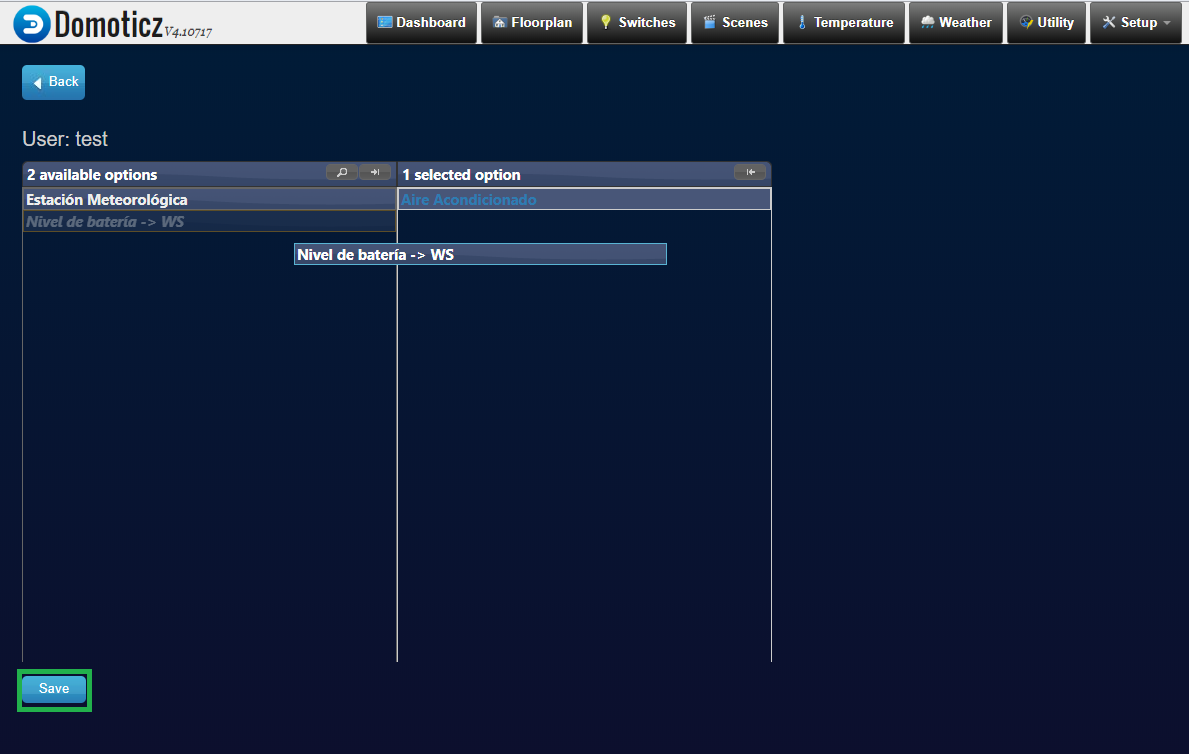 Domoticz V4.10717
Dashboard Floorplan Switches Scenes Temperature Weather Utility Setup
Back
User: test
2 available options
1 selected option
Estación Meteorológica
Aire Acondicionado
Nivel de batería -> WS
Nivel de batería -> WS
Save